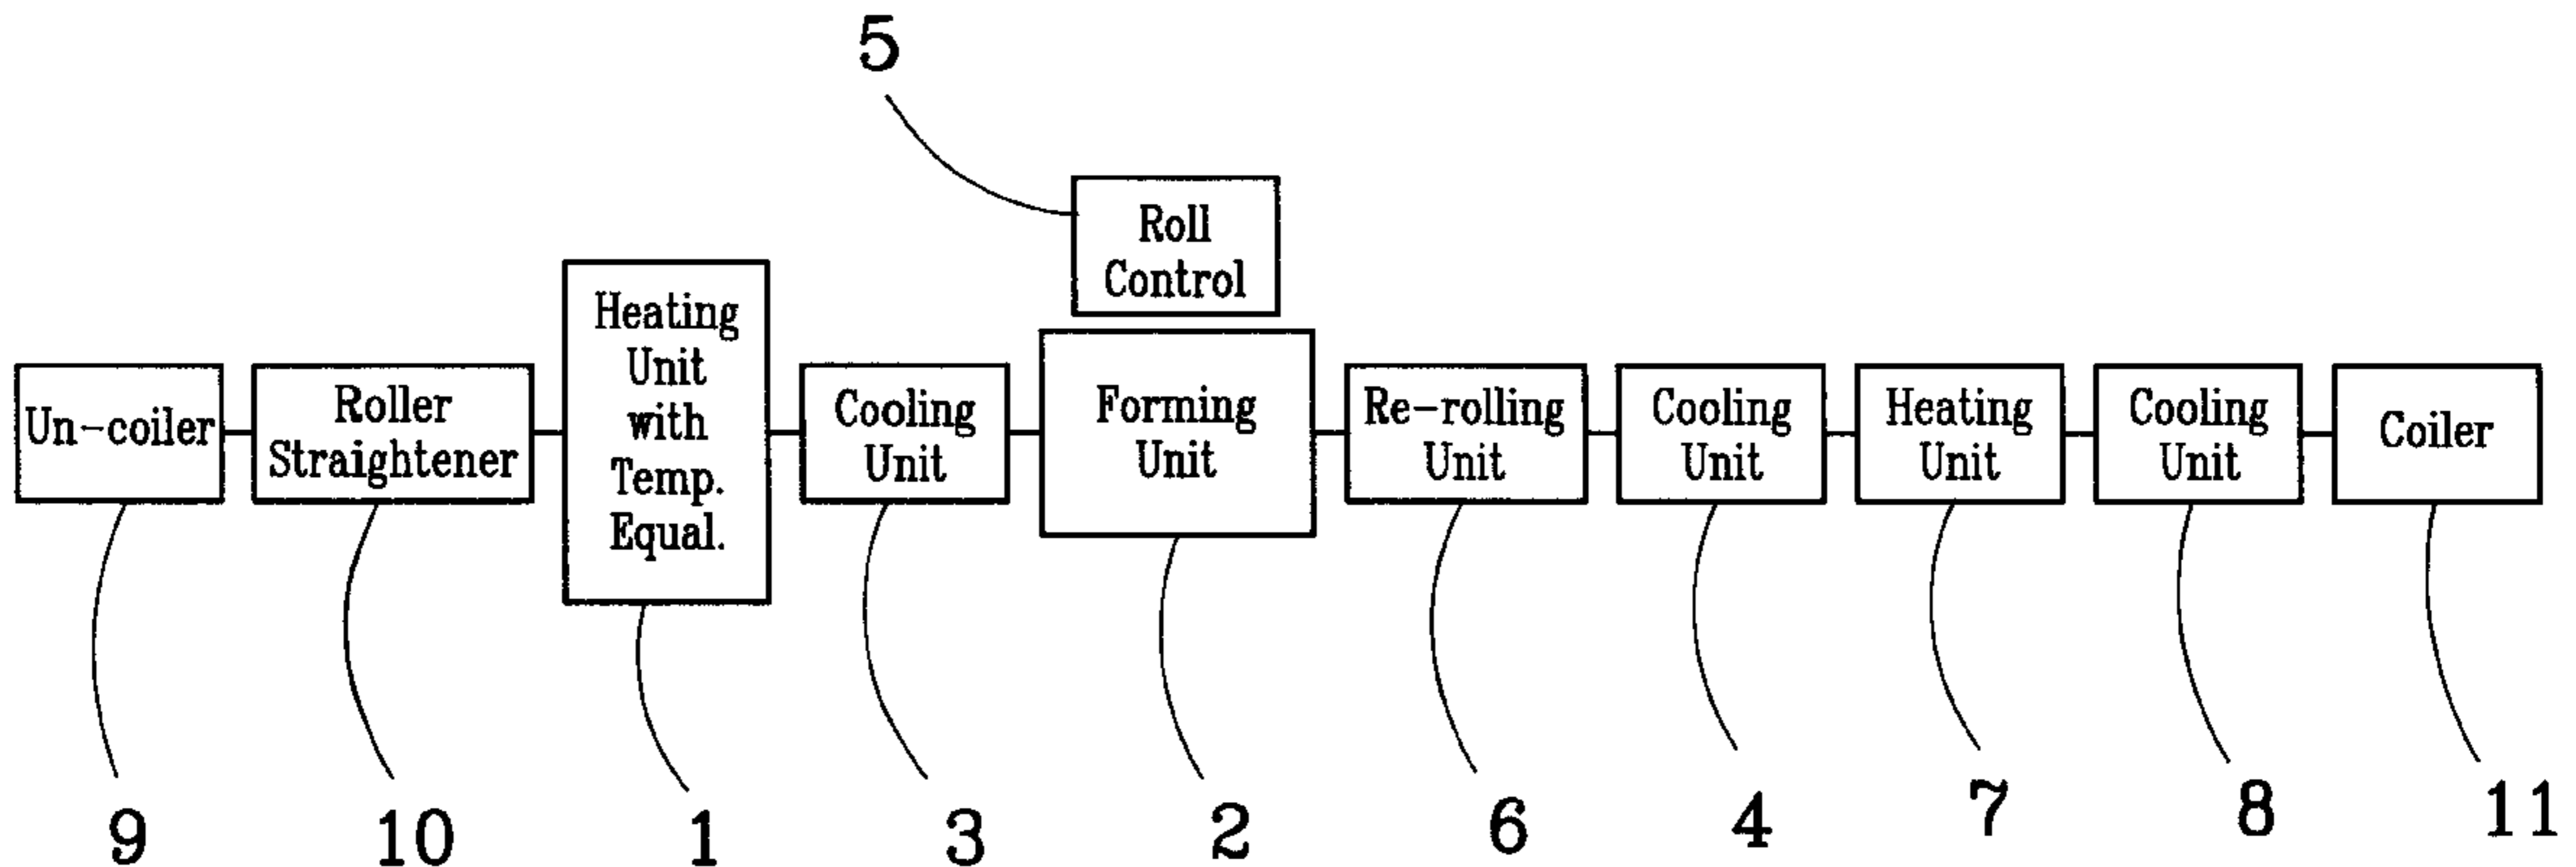 5
Roll
Control
Un-coiler
Roller
Straightener
Heating
Unit
with
Temp.
Equal.
Cooling
Unit
Forming
Unit
Re-rolling
Unit
Cooling
Unit
Heating
Unit
Cooling
Unit
Coiler
9
10
1
3
2
6
4
7
8
11